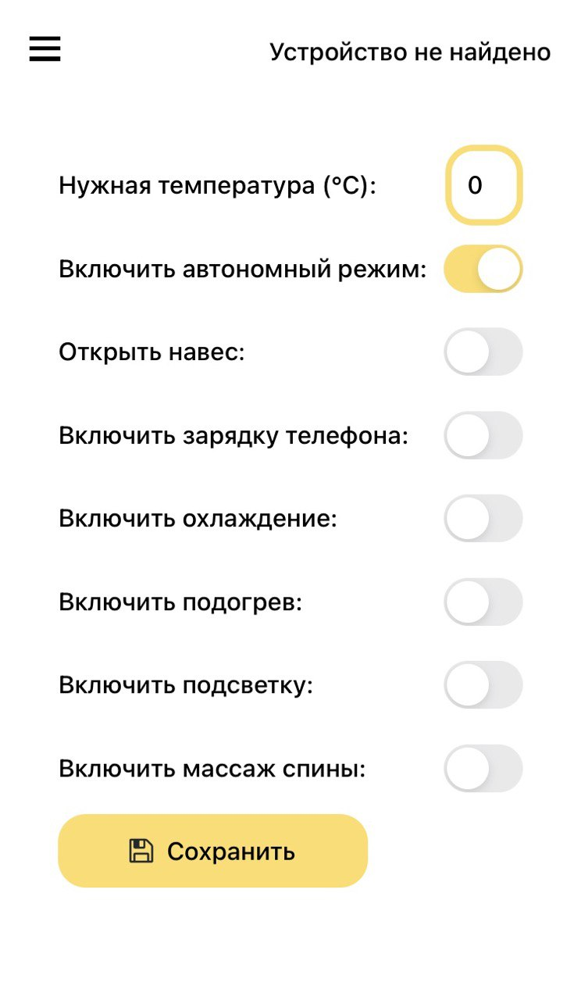 Устройство не найдено
Нужная температура (°C): 0
Включить автономный режим:
Открыть навес:
Включить зарядку телефона:
Включить охлаждение:
Включить подогрев:
Включить подсветку:
Включить массаж спины:
Сохранить